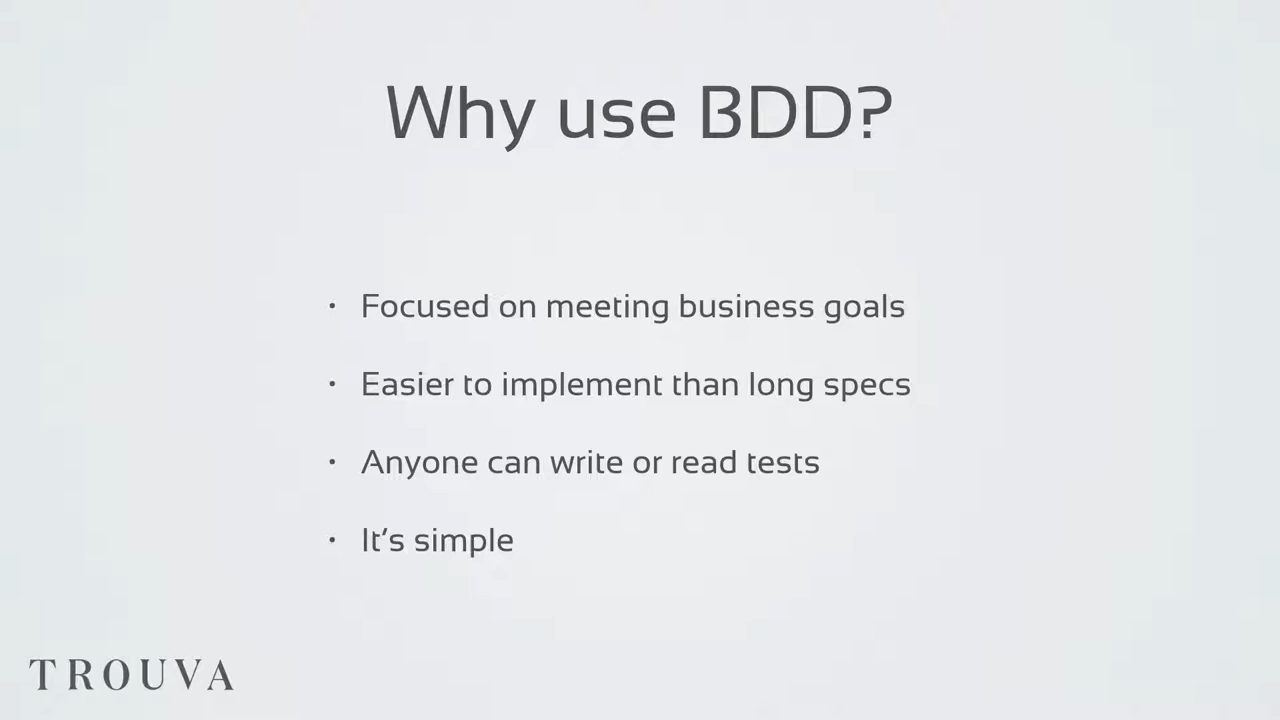 Why use BDD?
• Focused on meeting business goals
• Easier to implement than long specs
• Anyone can write or read tests
• It’s simple
TROUVA